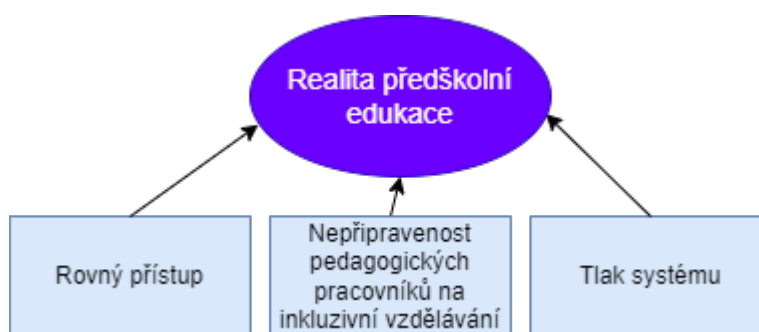 Realita předškolní
edukace
Rovný přístup
Nepřipravenost
pedagogických
pracovníků na
inkluzivní vzdělávání
Tlak systému